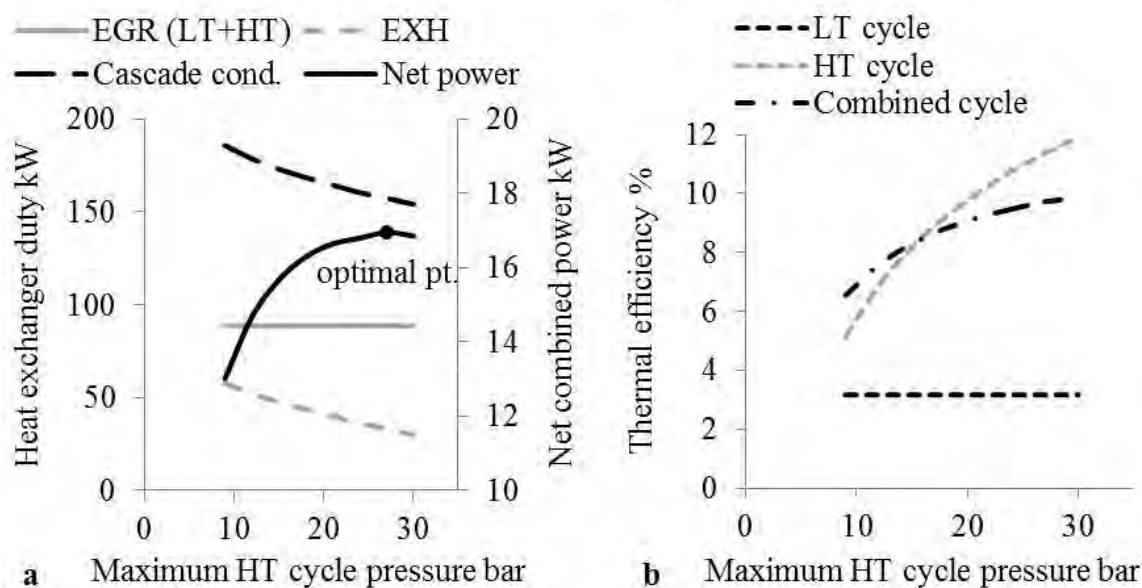 EGR (LT+HT) EXH
Cascade cond. Net power
200
150
100
50
0
20
18
16
14
12
10
0 10 20 30
Heat exchanger duty kW
Net combined power kW
optimal pt.
a Maximum HT cycle pressure bar
LT cycle
HT cycle
Combined cycle
12
10
8
6
4
2
0
0 10 20 30
Thermal efficiency %
b Maximum HT cycle pressure bar